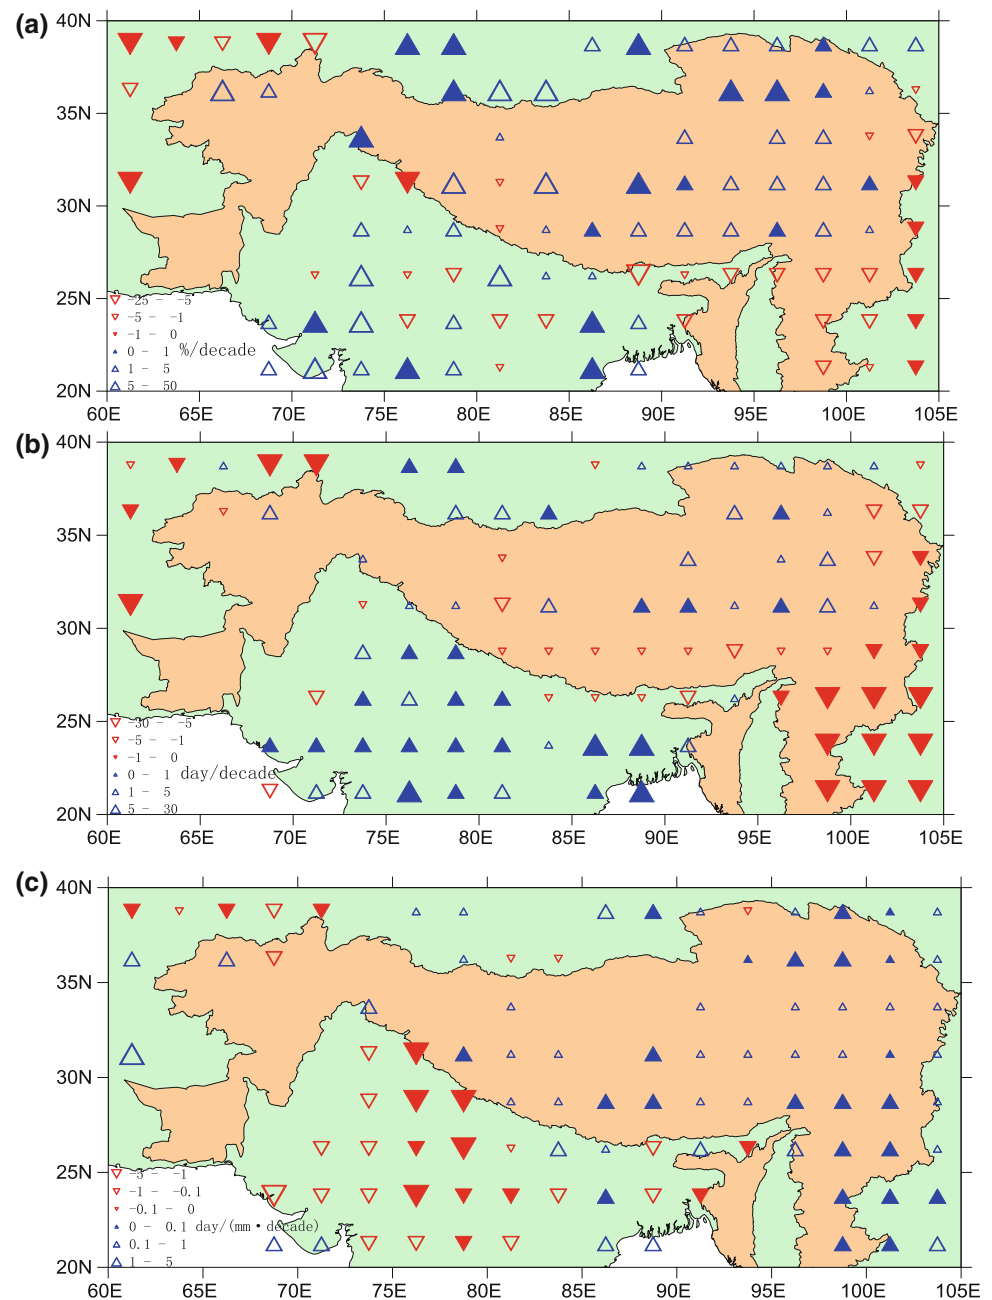 (a)
40N
35N
30N
25N
20N
-25 - -5
-5 - -1
-1 - 0
0 - 1 %/decade
1 - 5
5 - 50
60E 65E 70E 75E 80E 85E 90E 95E 100E 105E
(b)
40N
35N
30N
25N
20N
-30 - -5
-5 - -1
-1 - 0
0 - 1 day/decade
1 - 5
5 - 30
60E 65E 70E 75E 80E 85E 90E 95E 100E 105E
(c)
40N
35N
30N
25N
20N
-5 - -1
-1 - -0.1
-0.1 - 0
0 - 0.1 day/(mm·decade)
0.1 - 1
1 - 5
60E 65E 70E 75E 80E 85E 90E 95E 100E 105E